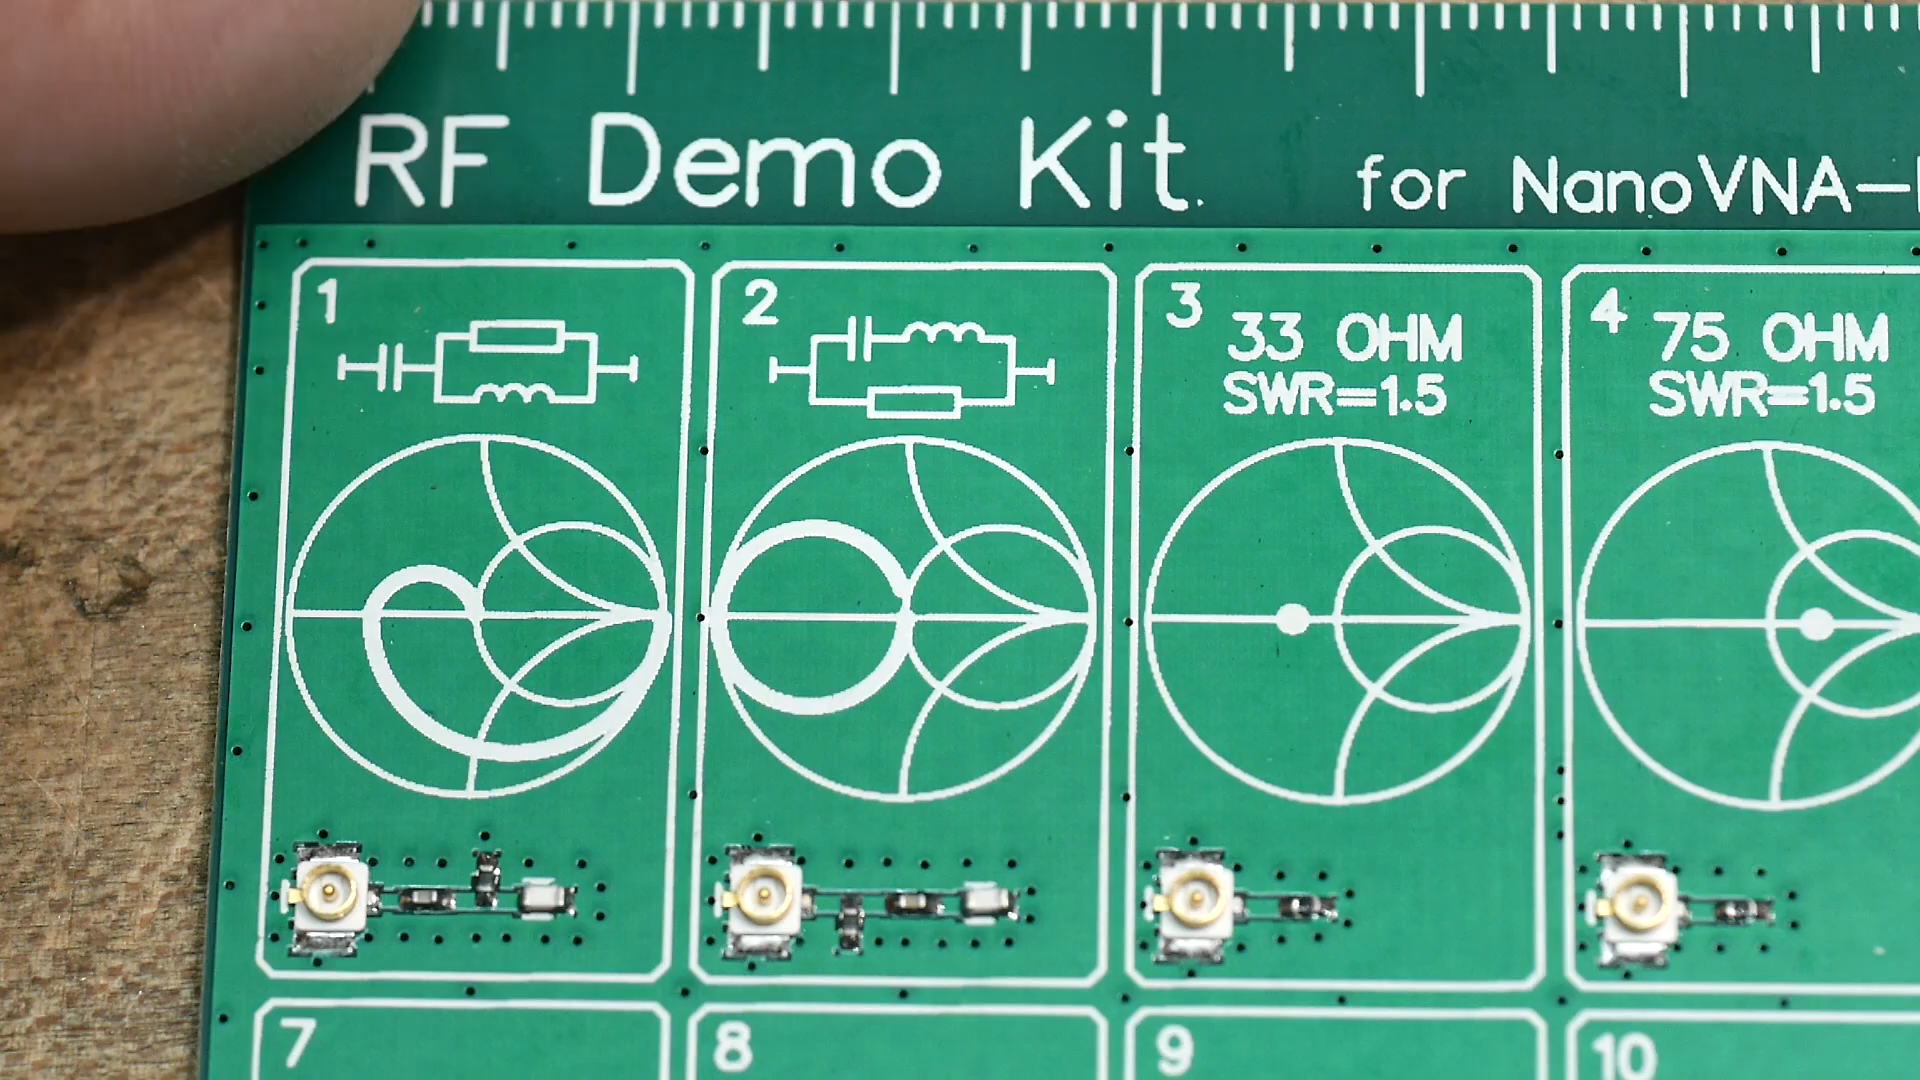 RF Demo Kit.
for NanoVNA-
1
2
3
33 OHM
SWR=1.5
4
75 OHM
SWR=1.5
7
8
9
10